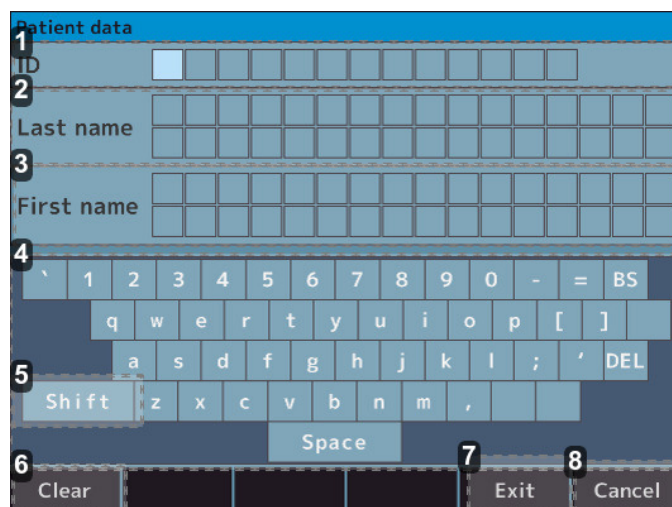 Patient data
1
ID
2
Last name
3
First name
4
` 1 2 3 4 5 6 7 8 9 0 - = BS
q w e r t y u i o p [ ]
a s d f g h j k l ; ‘ DEL
5
Shift z x c v b n m ,
Space
6 7 8
Clear Exit Cancel